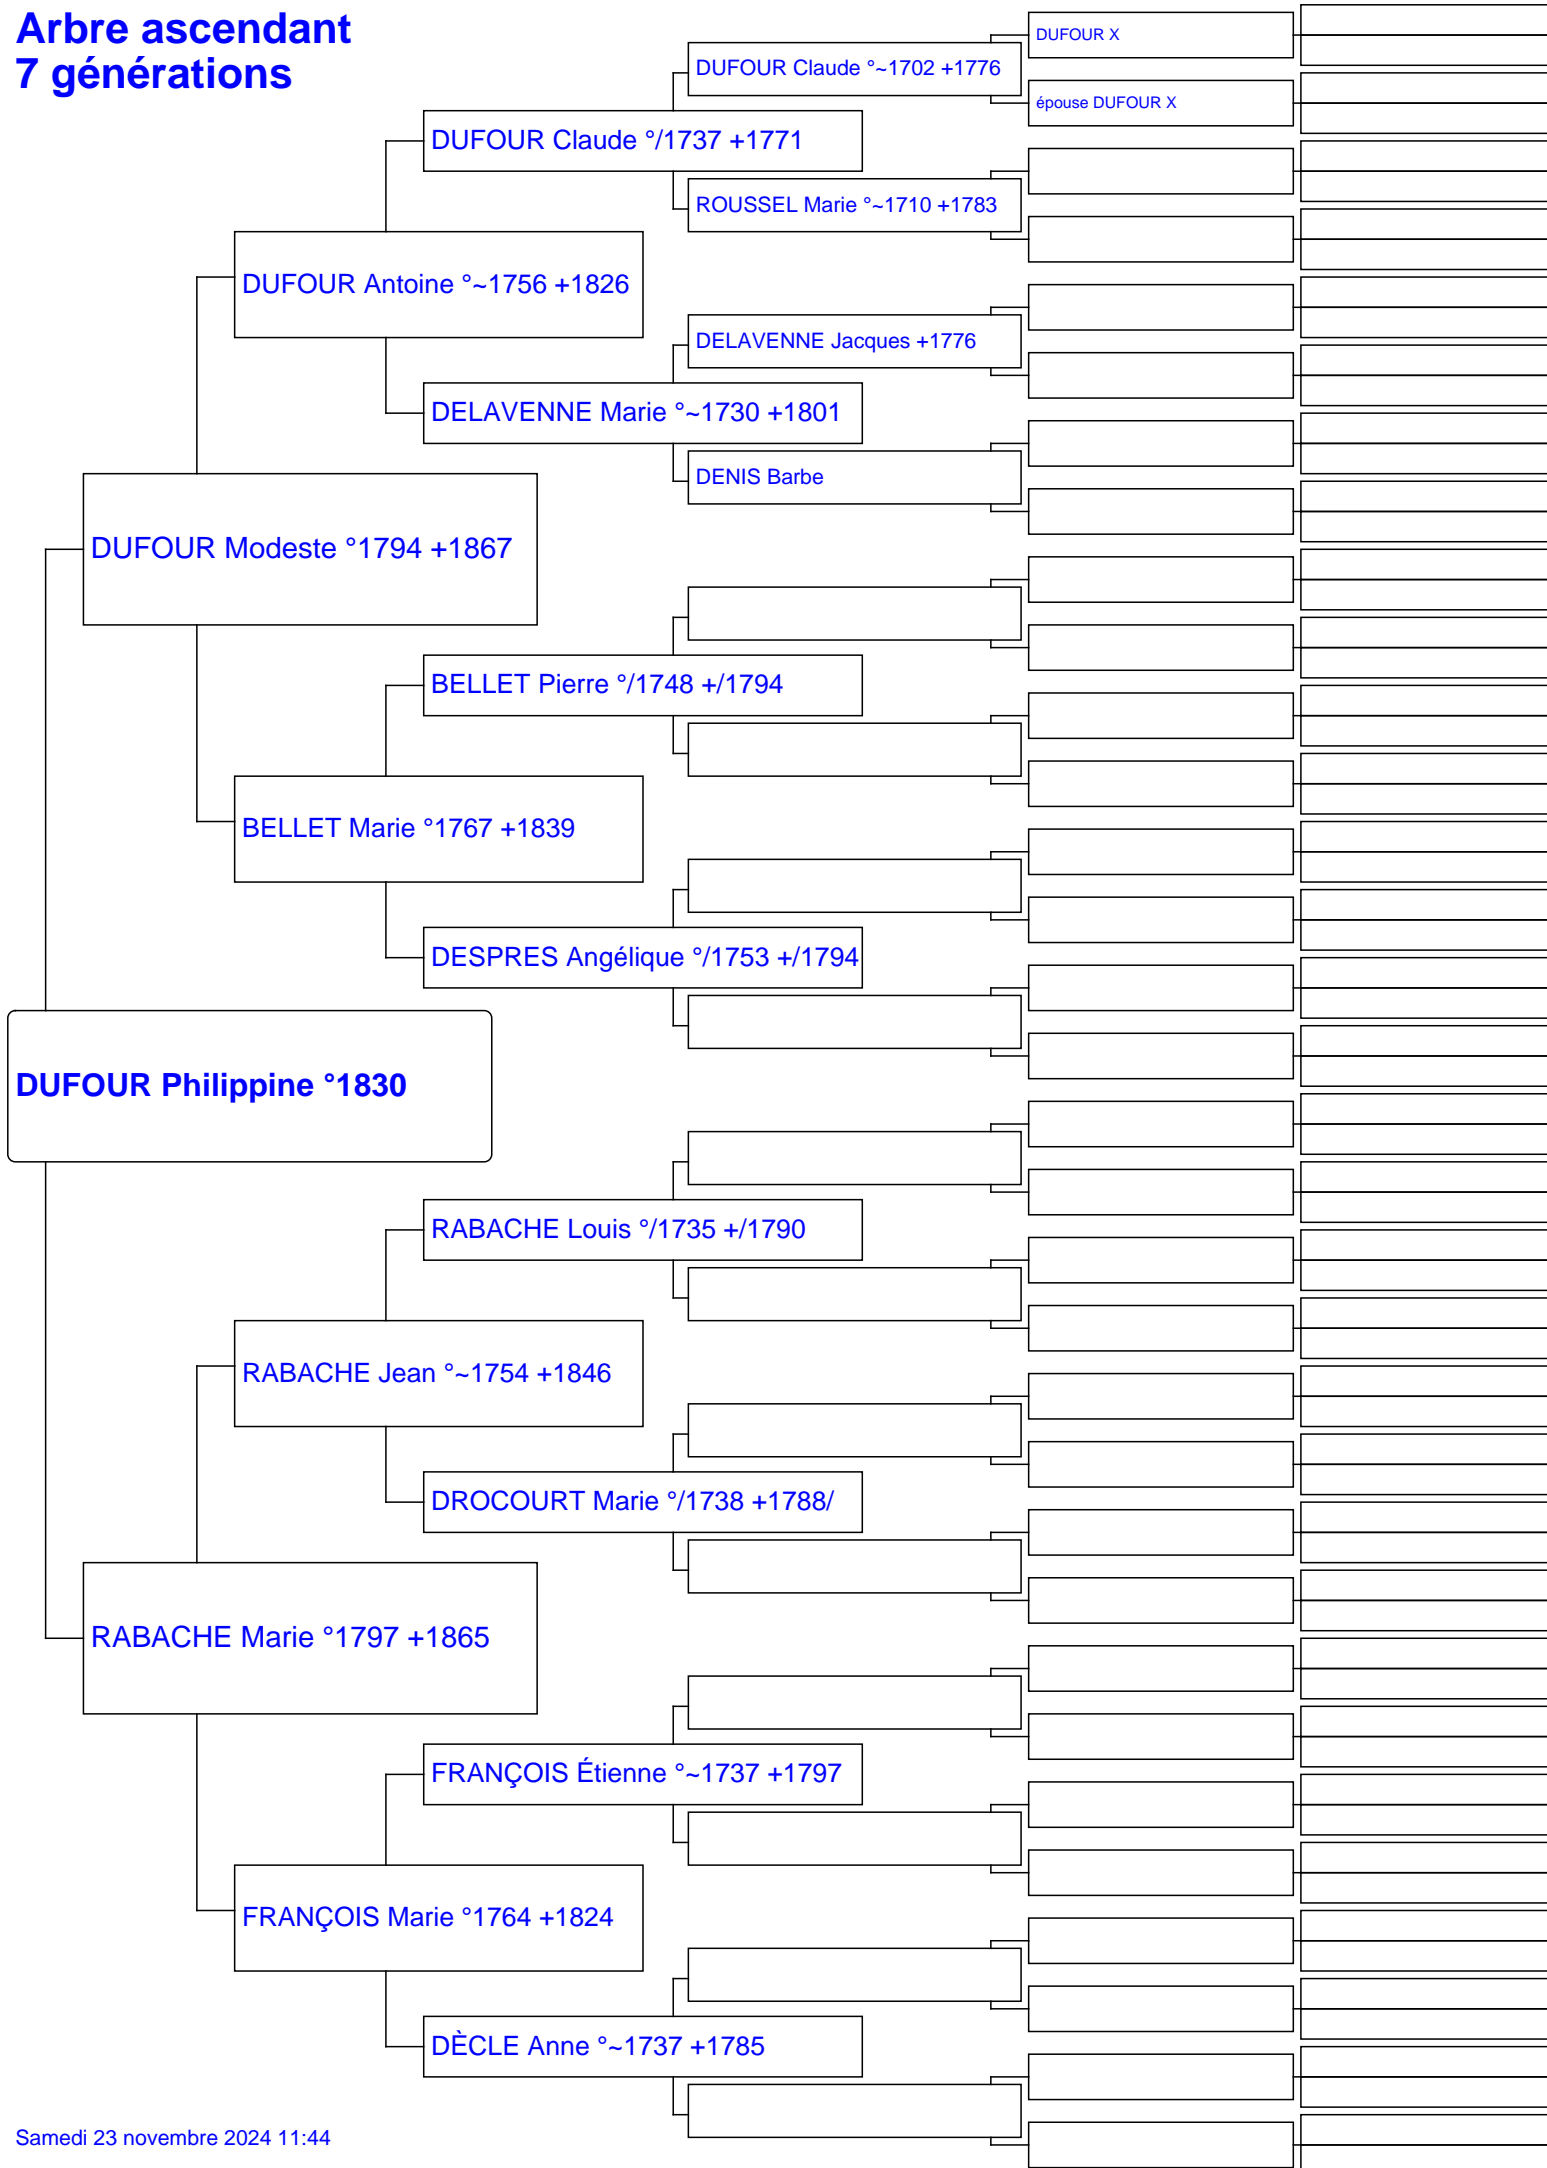 Arbre ascendant
7 générations
DUFOUR X
DUFOUR Claude °~1702 +1776
épouse DUFOUR X
DUFOUR Claude °/1737 +1771
ROUSSEL Marie °~1710 +1783
DUFOUR Antoine °~1756 +1826
DELAVENNE Jacques +1776
DELAVENNE Marie °~1730 +1801
DENIS Barbe
DUFOUR Modeste °1794 +1867
BELLET Pierre °/1748 +/1794
BELLET Marie °1767 +1839
DESPRES Angélique °/1753 +/1794
DUFOUR Philippine °1830
RABACHE Louis °/1735 +/1790
RABACHE Jean °~1754 +1846
DROCOURT Marie °/1738 +1788/
RABACHE Marie °1797 +1865
FRANÇOIS Étienne °~1737 +1797
FRANÇOIS Marie °1764 +1824
DÈCLE Anne °~1737 +1785
Samedi 23 novembre 2024 11:44